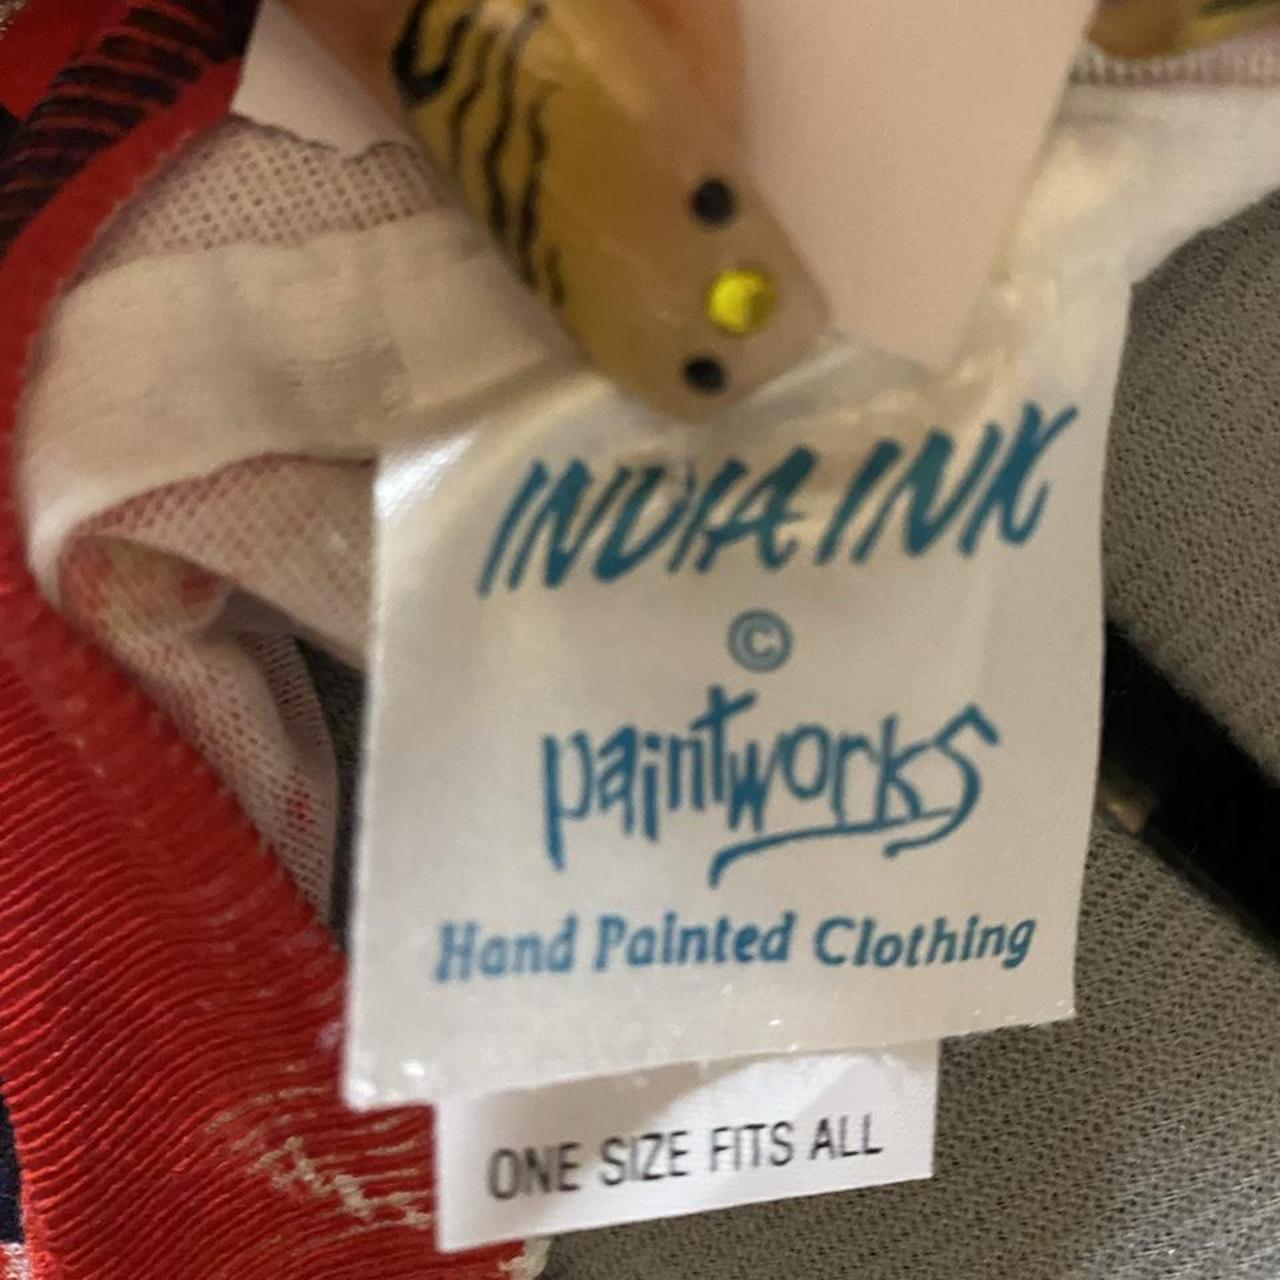 INDIA INK
©
paintworks
Hand Painted Clothing
ONE SIZE FITS ALL